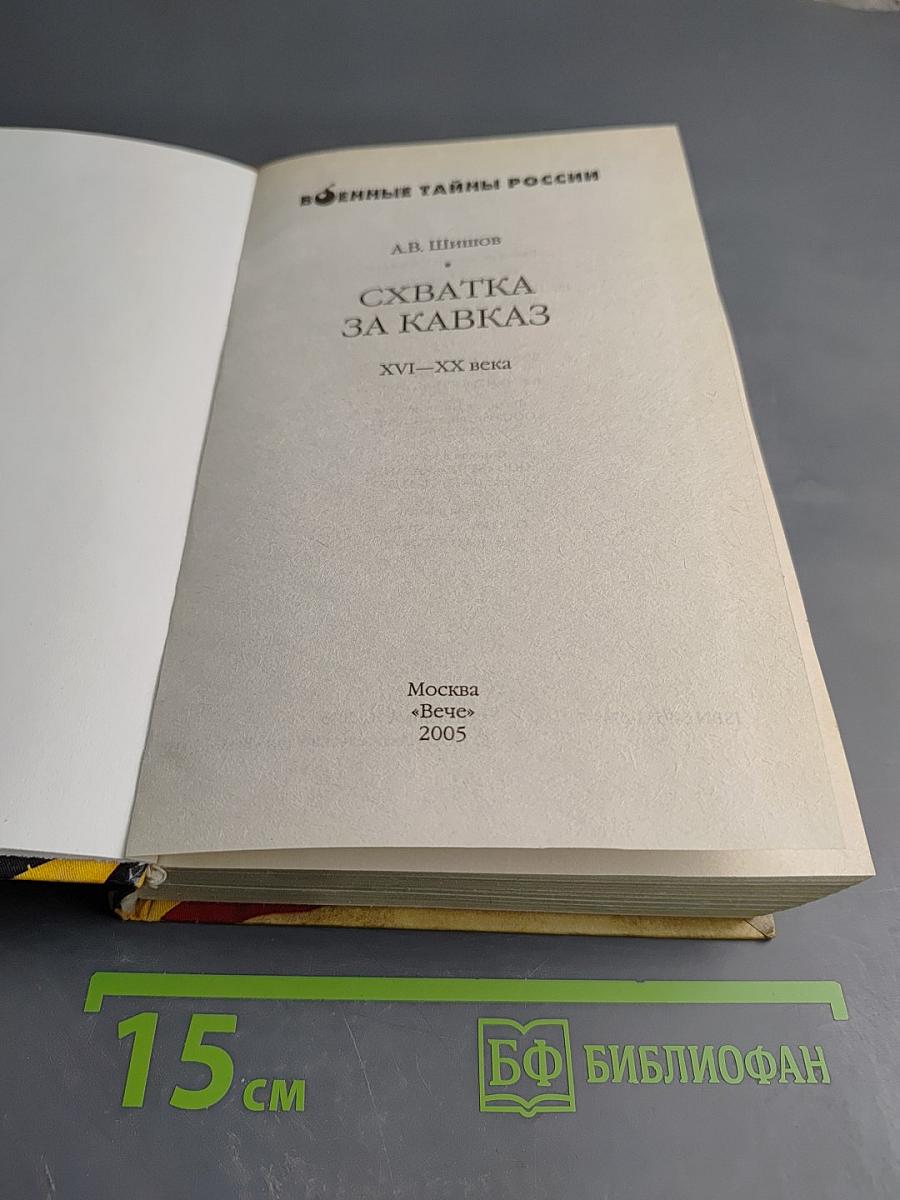 ВОЕННЫЕ ТАЙНЫ РОССИИ
А.В. Шишов
СХВАТКА
ЗА КАВКАЗ
XVI—XX века
Москва
«Вече»
2005
15 см
БФ БИБЛИОФАН